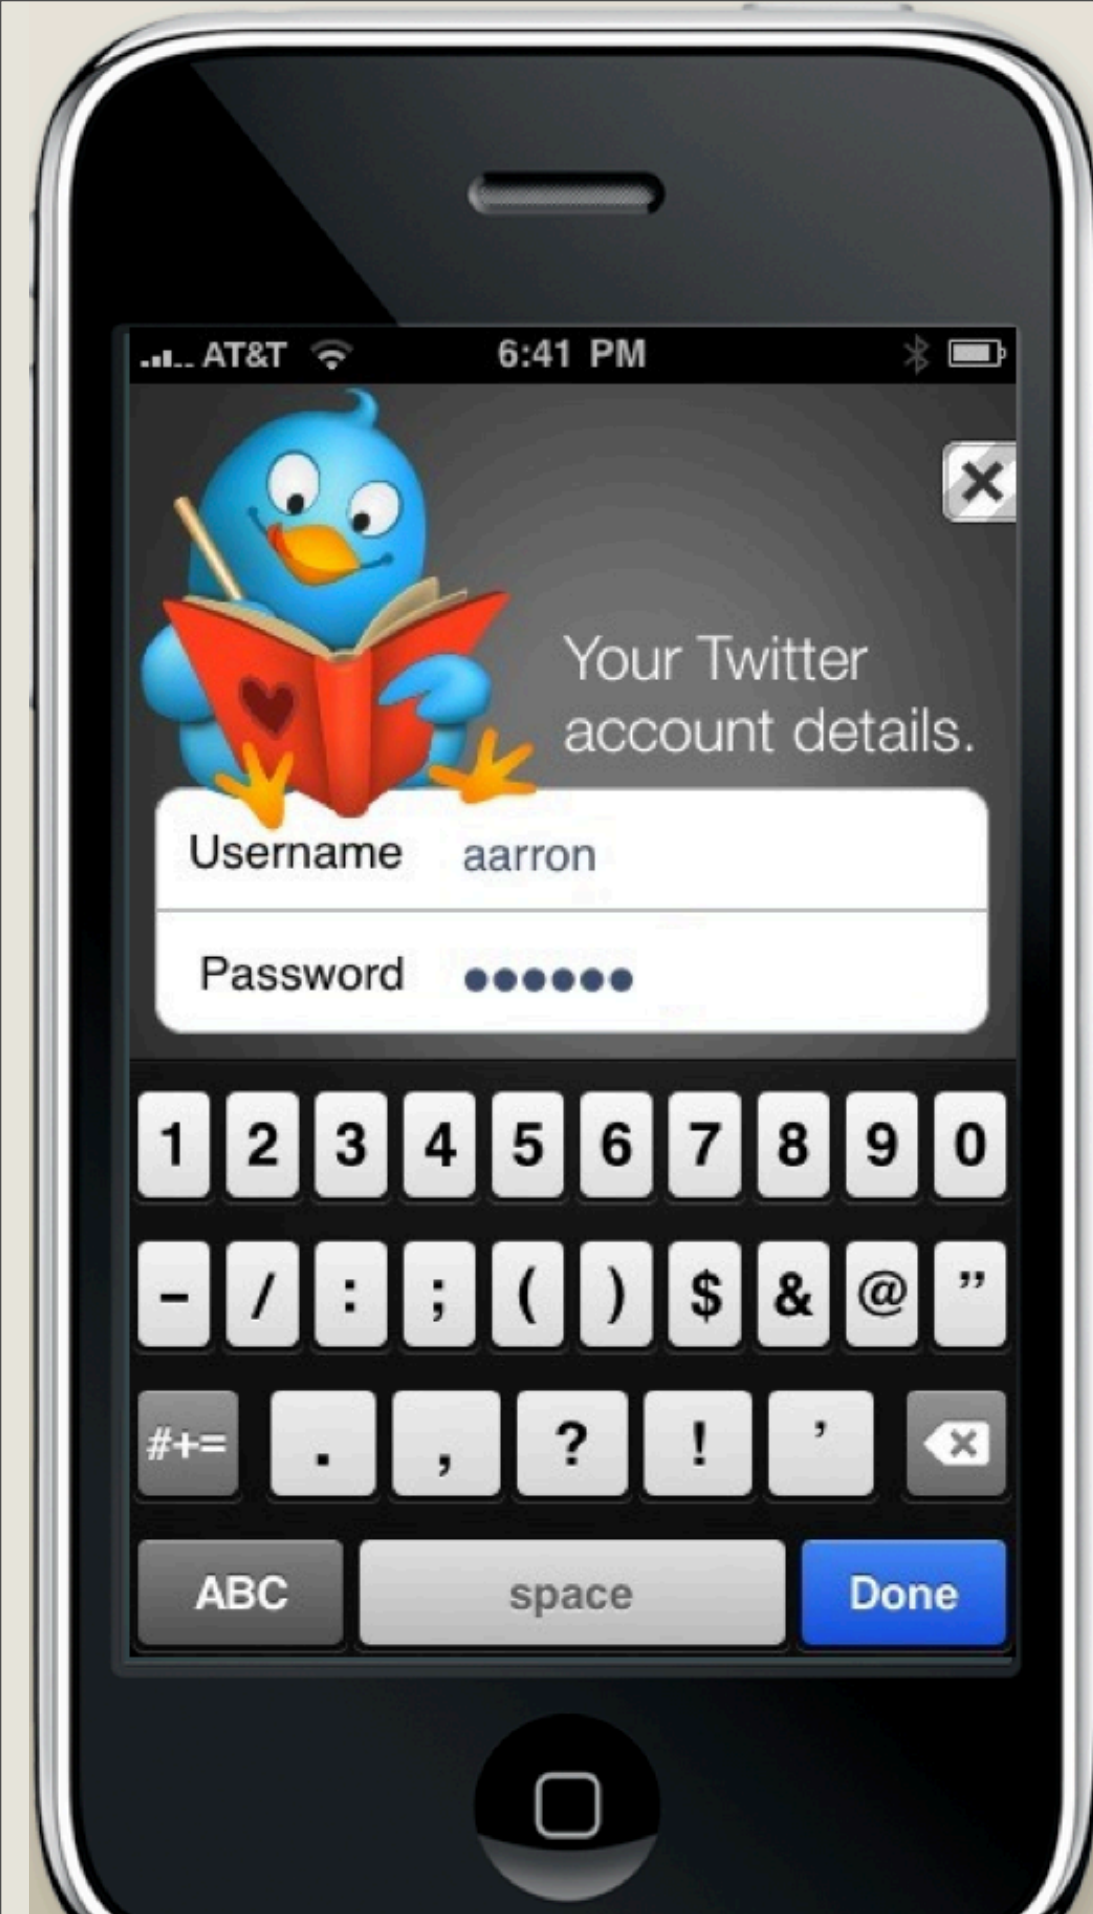 AT&T 6:41 PM
Your Twitter
account details.
Username aarron
Password ●●●●●●
1 2 3 4 5 6 7 8 9 0
- / : ; ( ) $ & @ ”
#+= . , ? ! ’
ABC space Done